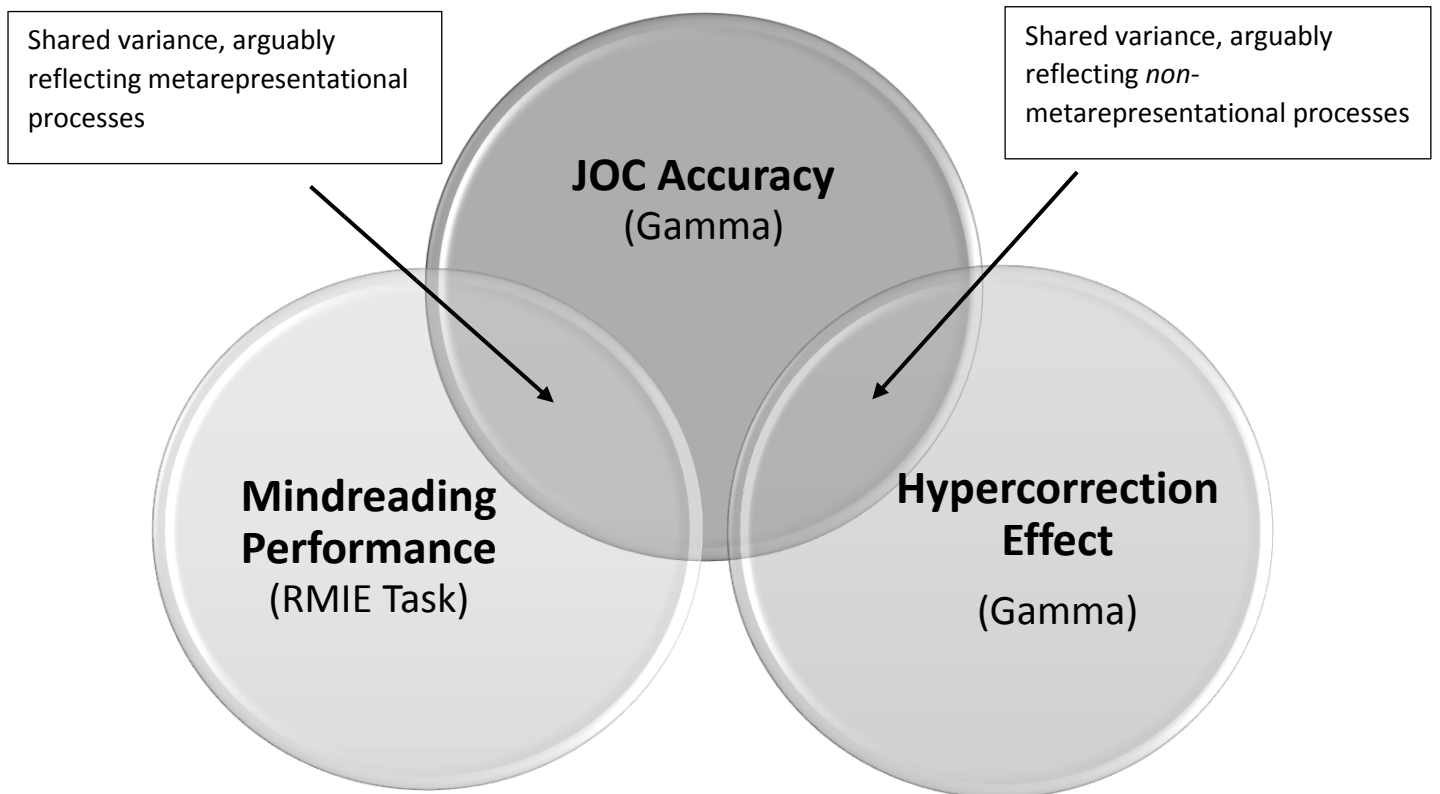 Shared variance, arguably
reflecting metarepresentational
processes
Shared variance, arguably
reflecting non-
metarepresentational processes
JOC Accuracy
(Gamma)
Mindreading
Performance
(RMIE Task)
Hypercorrection
Effect
(Gamma)